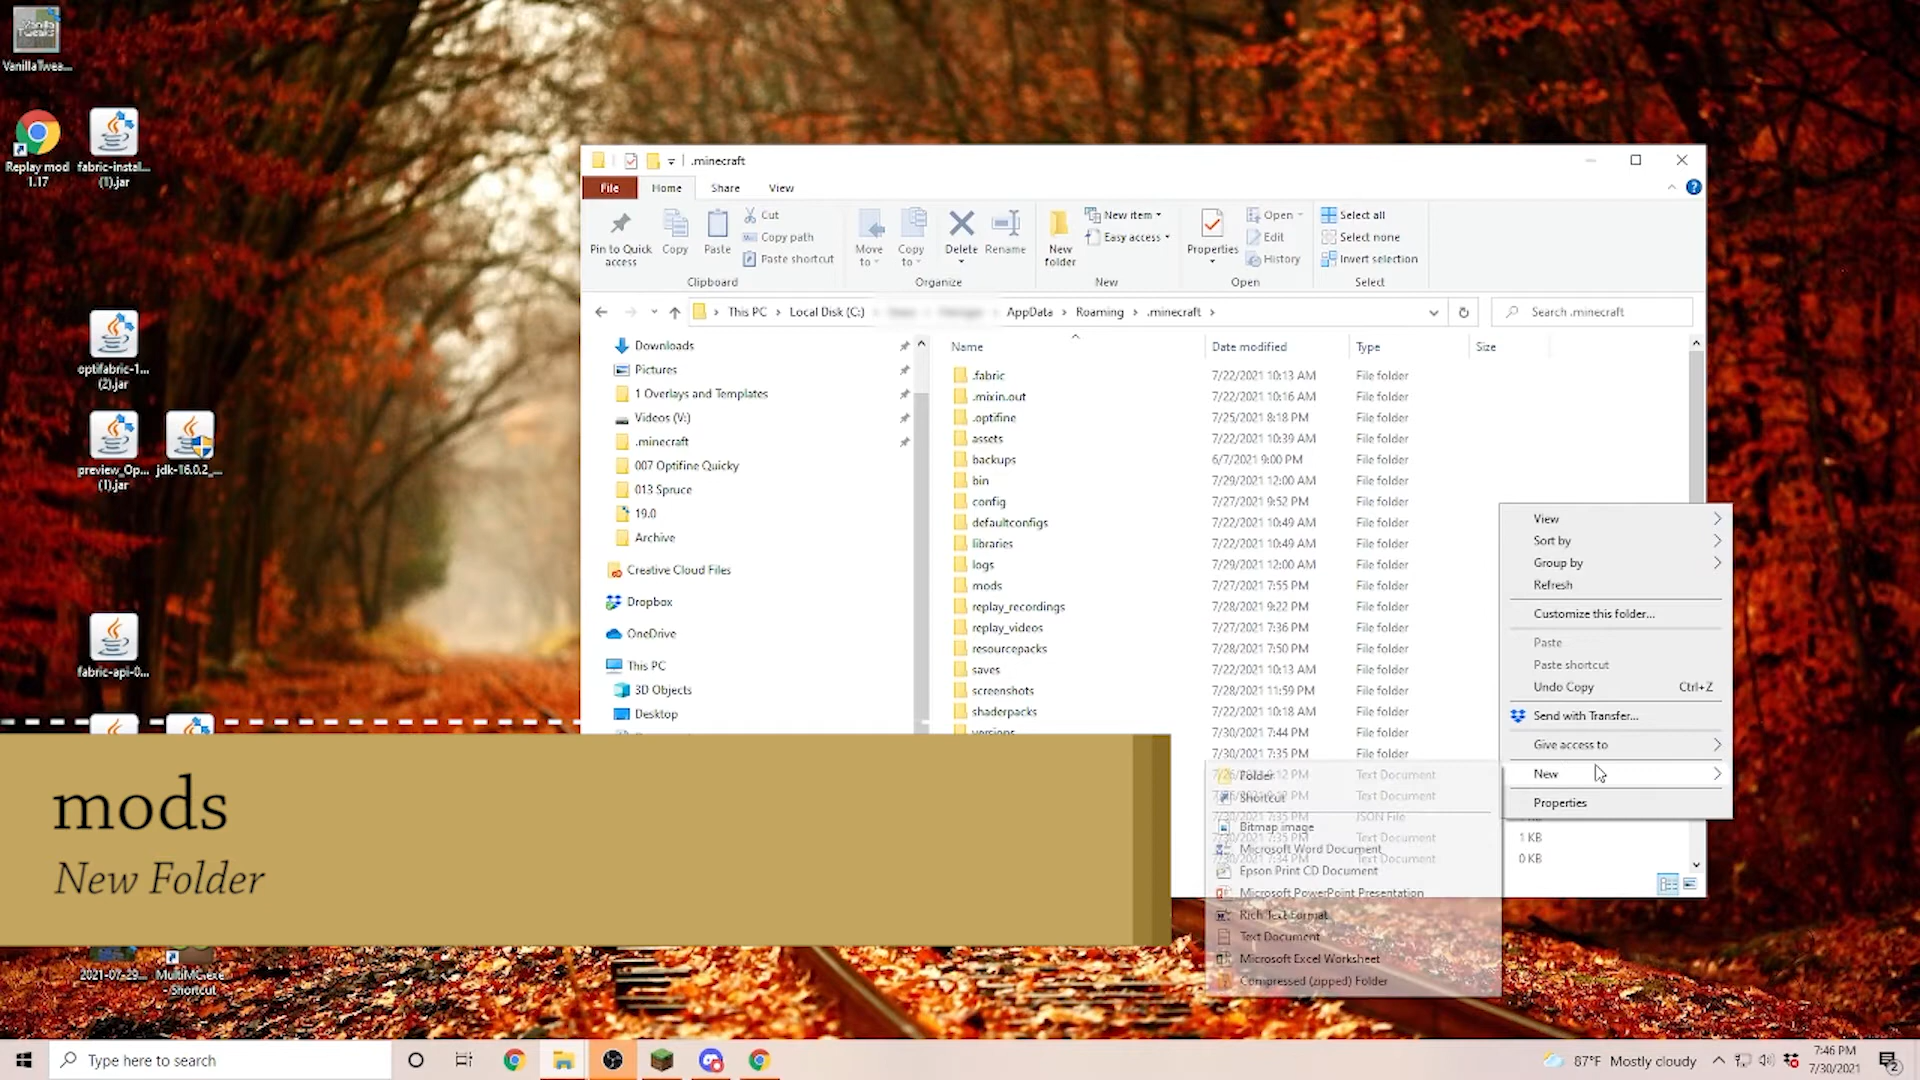 Vanilla
Tweaks
VanillaTwea...
Replay mod
1.17
fabric-instal...
(1).jar
optifabric-1...
(2).jar
preview_Op...
(1).jar
jdk-16.0.2_...
fabric-api-0...
.minecraft
File
Home
Share
View
Pin to Quick
access
Copy
Paste
Cut
Copy path
Paste shortcut
Clipboard
Move
to
Copy
to
Delete
Rename
Organize
New
folder
New item
Easy access
New
Properties
Open
Edit
History
Open
Select all
Select none
Invert selection
Select
This PC
Local Disk (C:)
AppData
Roaming
.minecraft
Search .minecraft
Downloads
Pictures
1 Overlays and Templates
Videos (V:)
.minecraft
007 Optifine Quicky
013 Spruce
19.0
Archive
Creative Cloud Files
Dropbox
OneDrive
This PC
3D Objects
Desktop
Name Date modified Type Size
.fabric 7/22/2021 10:13 AM File folder
.mixin.out 7/22/2021 10:16 AM File folder
.optifine 7/25/2021 8:18 PM File folder
assets 7/22/2021 10:39 AM File folder
backups 6/7/2021 9:00 PM File folder
bin 7/29/2021 12:00 AM File folder
config 7/27/2021 9:52 PM File folder
defaultconfigs 7/22/2021 10:49 AM File folder
libraries 7/22/2021 10:49 AM File folder
logs 7/29/2021 12:00 AM File folder
mods 7/27/2021 7:55 PM File folder
replay_recordings 7/28/2021 9:22 PM File folder
replay_videos 7/27/2021 7:36 PM File folder
resourcepacks 7/28/2021 7:50 PM File folder
saves 7/22/2021 10:13 AM File folder
screenshots 7/28/2021 11:59 PM File folder
shaderpacks 7/22/2021 10:18 AM File folder
versions 7/30/2021 7:44 PM File folder
7/30/2021 7:35 PM File folder
Text Document
Text Document
7/30/2021 7:35 PM JSON File
Text Document
1 KB
Text Document
0 KB
View
Sort by
Group by
Refresh
Customize this folder...
Paste
Paste shortcut
Undo Copy Ctrl+Z
Send with Transfer...
Give access to
New
Properties
Folder
Shortcut
Bitmap image
Microsoft Word Document
Epson Print CD Document
Microsoft PowerPoint Presentation
Rich Text Format
Text Document
Microsoft Excel Worksheet
Compressed (zipped) Folder
mods
New Folder
2021-07-29...
MultiMC.exe
- Shortcut
Type here to search
87°F Mostly cloudy
7:46 PM
7/30/2021
2